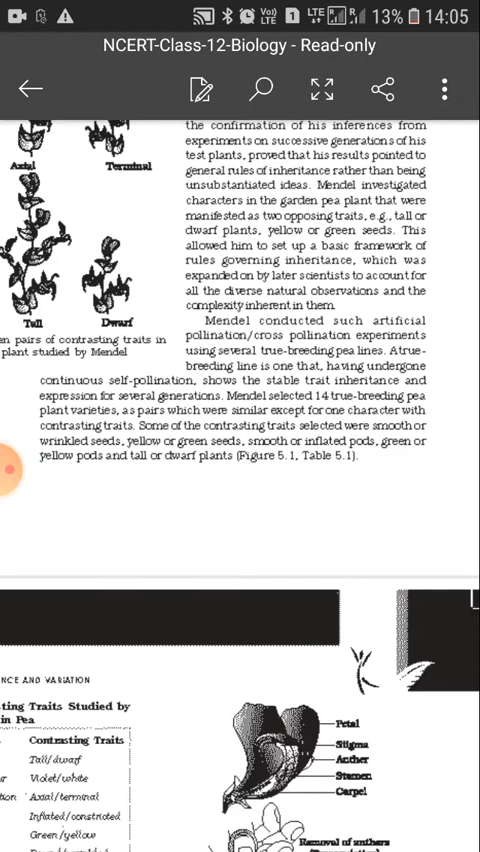 LTE
13%
14:05
NCERT-Class-12-Biology - Read-only
the confirmation of his inferences from
experiments on successive generations of his
test plants, proved that his results pointed to
general rules of inheritance rather than being
unsubstantiated ideas. Mendel investigated
characters in the garden pea plant that were
manifested as two opposing traits, e.g., tall or
dwarf plants, yellow or green seeds. This
allowed him to set up a basic framework of
rules governing inheritance, which was
expanded on by later scientists to account for
all the diverse natural observations and the
complexity inherent in them.
Axial
Terminal
Tall
Dwarf
en pairs of contrasting traits in
plant studied by Mendel
Mendel conducted such artificial
pollination/cross pollination experiments
using several true-breeding pea lines. A true-
breeding line is one that, having undergone
continuous self-pollination, shows the stable trait inheritance and
expression for several generations. Mendel selected 14 true-breeding pea
plant varieties, as pairs which were similar except for one character with
contrasting traits. Some of the contrasting traits selected were smooth or
wrinkled seeds, yellow or green seeds, smooth or inflated pods, green or
yellow pods and tall or dwarf plants (Figure 5.1, Table 5.1).
NCE AND VARIATION
ting Traits Studied by
in Pea
Contrasting Traits
Tall/dwarf
Violet/white
tion Axial/terminal
Inflated/constricted
Green/yellow
Petal
Stigma
Anther
Stamen
Carpel
Removal of anthers